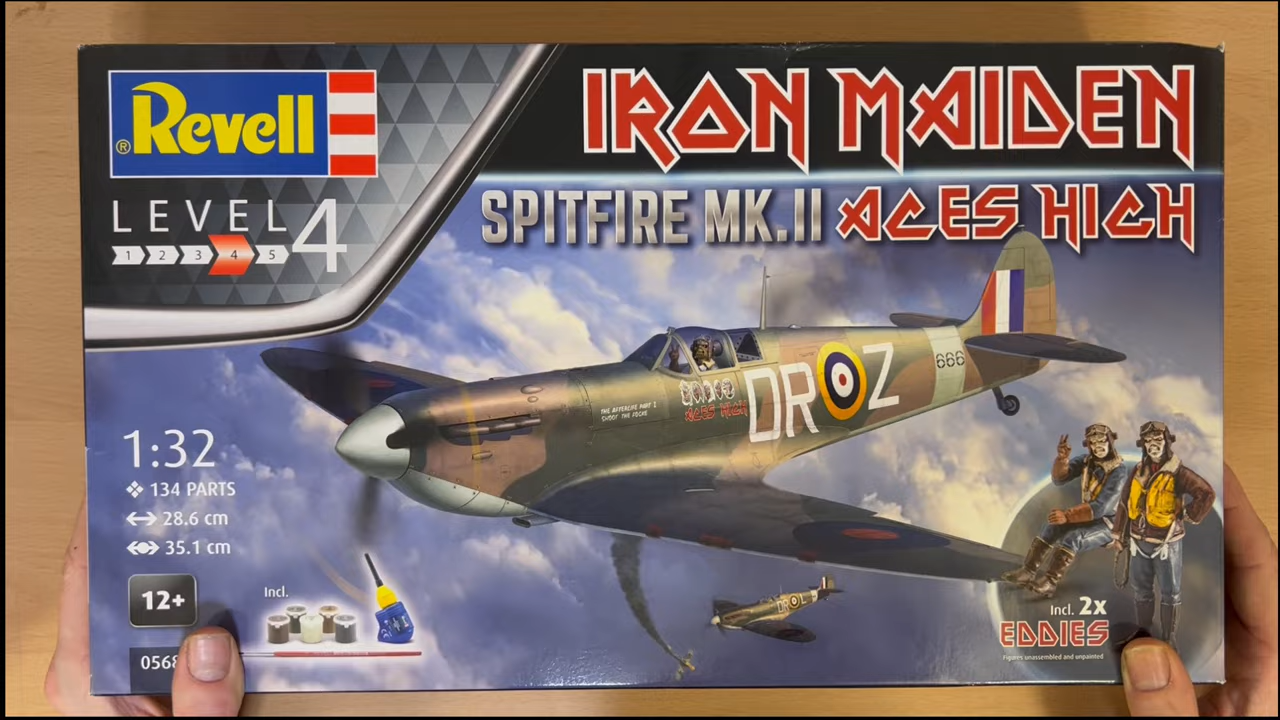 IRON MAIDEN
® Revell
SPITFIRE MK.II ACES HIGH
LEVEL 4
1 2 3 4 5
666
ACES HIGH
DR Z
1:32
134 PARTS
28.6 cm
35.1 cm
12+
Incl.
Incl. 2x
EDDIES
Figures unassembled and unpainted
0568